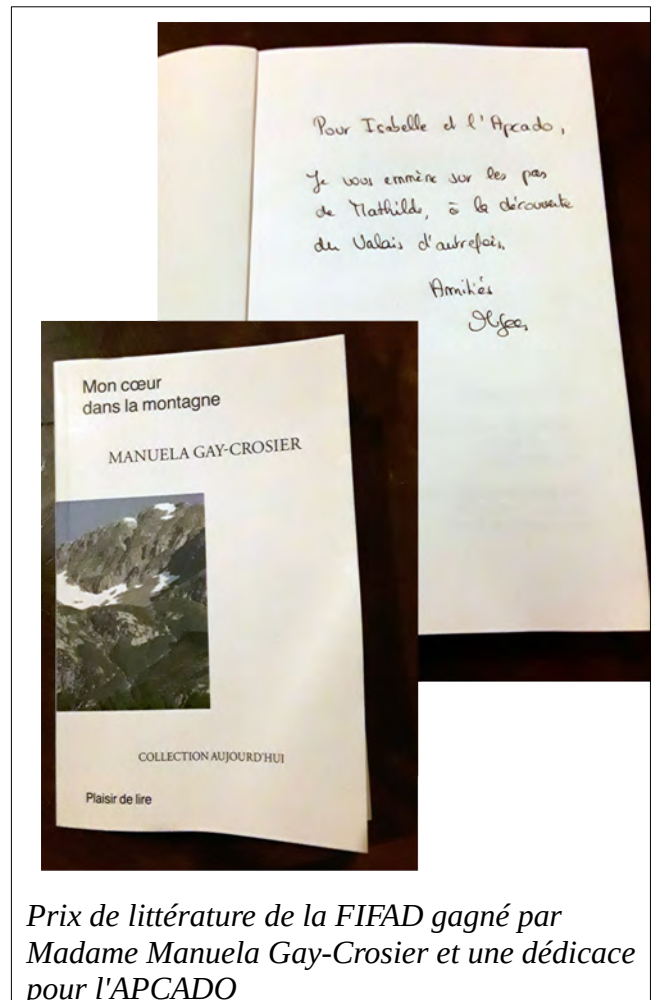 Pour Isabelle et l'Apcado,
Je vous emmène sur les pas
de Mathilde, à la découverte
du Valais d'autrefois.
Amitiés
Mon cœur
dans la montagne
MANUELA GAY-CROSIER
COLLECTION AUJOURD'HUI
Plaisir de lire
Prix de littérature de la FIFAD gagné par
Madame Manuela Gay-Crosier et une dédicace
pour l'APCADO